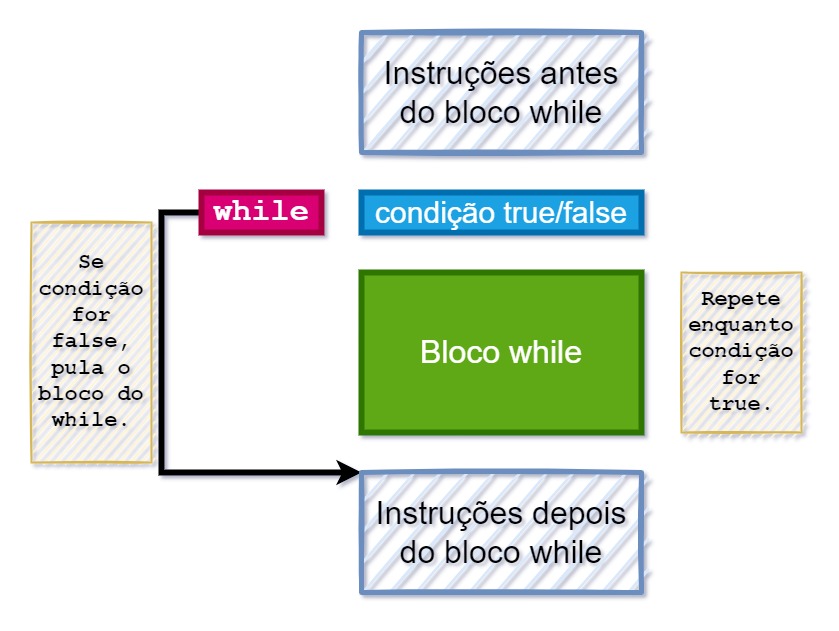 Instruções antes
do bloco while
while
condição true/false
Se
condição
for
false,
pula o
bloco do
while.
Bloco while
Repete
enquanto
condição
for
true.
Instruções depois
do bloco while